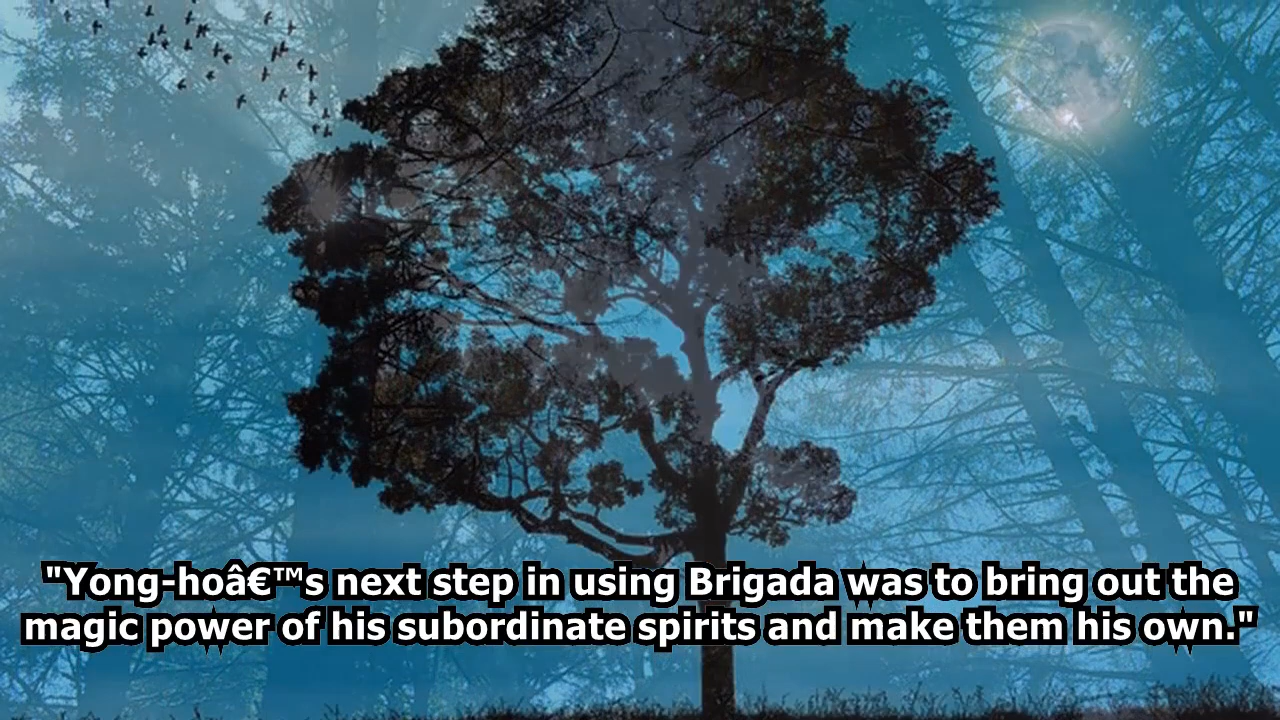 "Yong-hoâ€™s next step in using Brigada was to bring out the
magic power of his subordinate spirits and make them his own."